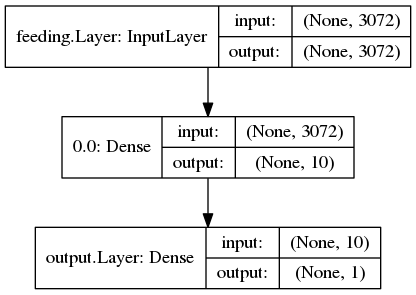 feeding.Layer: InputLayer
input: (None, 3072)
output: (None, 3072)
0.0: Dense
input: (None, 3072)
output: (None, 10)
output.Layer: Dense
input: (None, 10)
output: (None, 1)